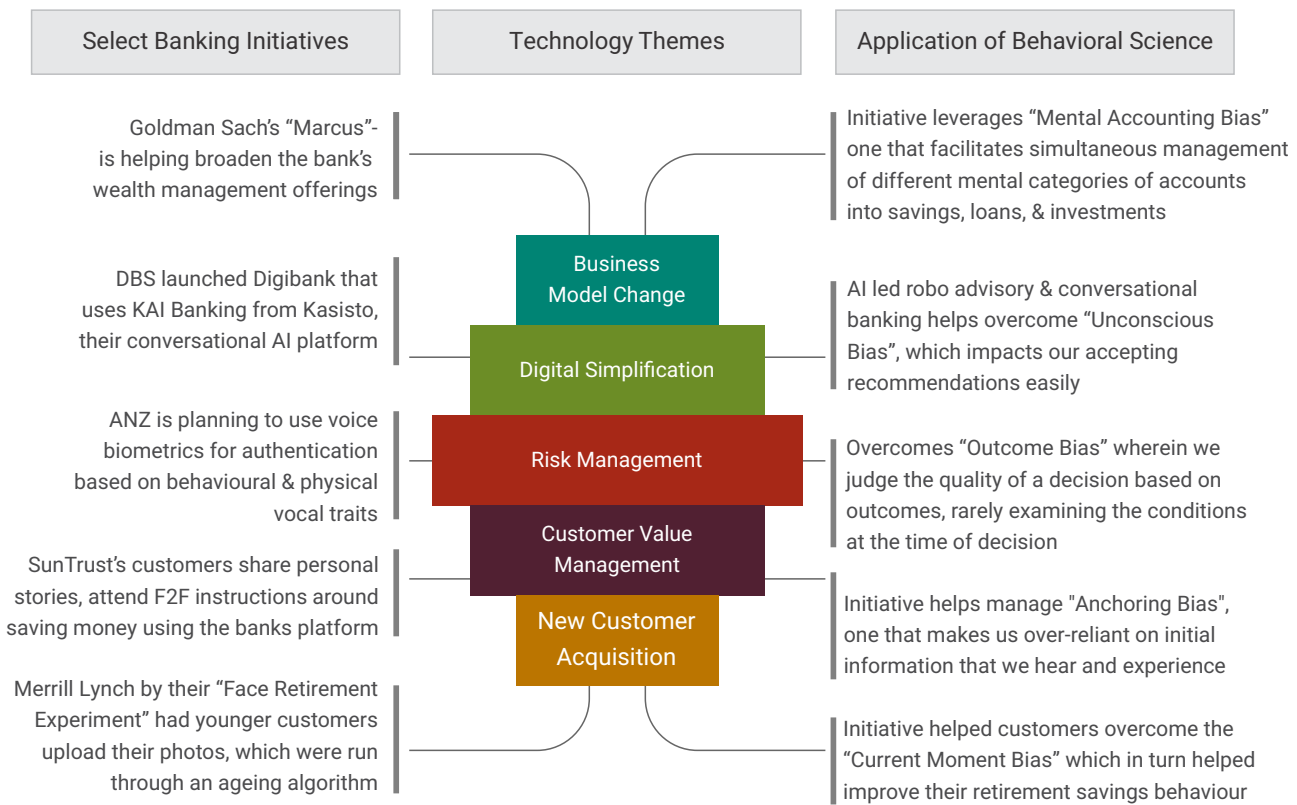 Select Banking Initiatives
Technology Themes
Application of Behavioral Science
Goldman Sach’s “Marcus”-
is helping broaden the bank’s
wealth management offerings
Business
Model Change
Initiative leverages “Mental Accounting Bias”
one that facilitates simultaneous management
of different mental categories of accounts
into savings, loans, & investments
DBS launched Digibank that
uses KAI Banking from Kasisto,
their conversational AI platform
Digital Simplification
AI led robo advisory & conversational
banking helps overcome “Unconscious
Bias”, which impacts our accepting
recommendations easily
ANZ is planning to use voice
biometrics for authentication
based on behavioural & physical
vocal traits
Risk Management
Overcomes “Outcome Bias” wherein we
judge the quality of a decision based on
outcomes, rarely examining the conditions
at the time of decision
SunTrust’s customers share personal
stories, attend F2F instructions around
saving money using the banks platform
Customer Value
Management
Initiative helps manage "Anchoring Bias",
one that makes us over-reliant on initial
information that we hear and experience
Merrill Lynch by their “Face Retirement
Experiment” had younger customers
upload their photos, which were run
through an ageing algorithm
New Customer
Acquisition
Initiative helped customers overcome the
“Current Moment Bias” which in turn helped
improve their retirement savings behaviour